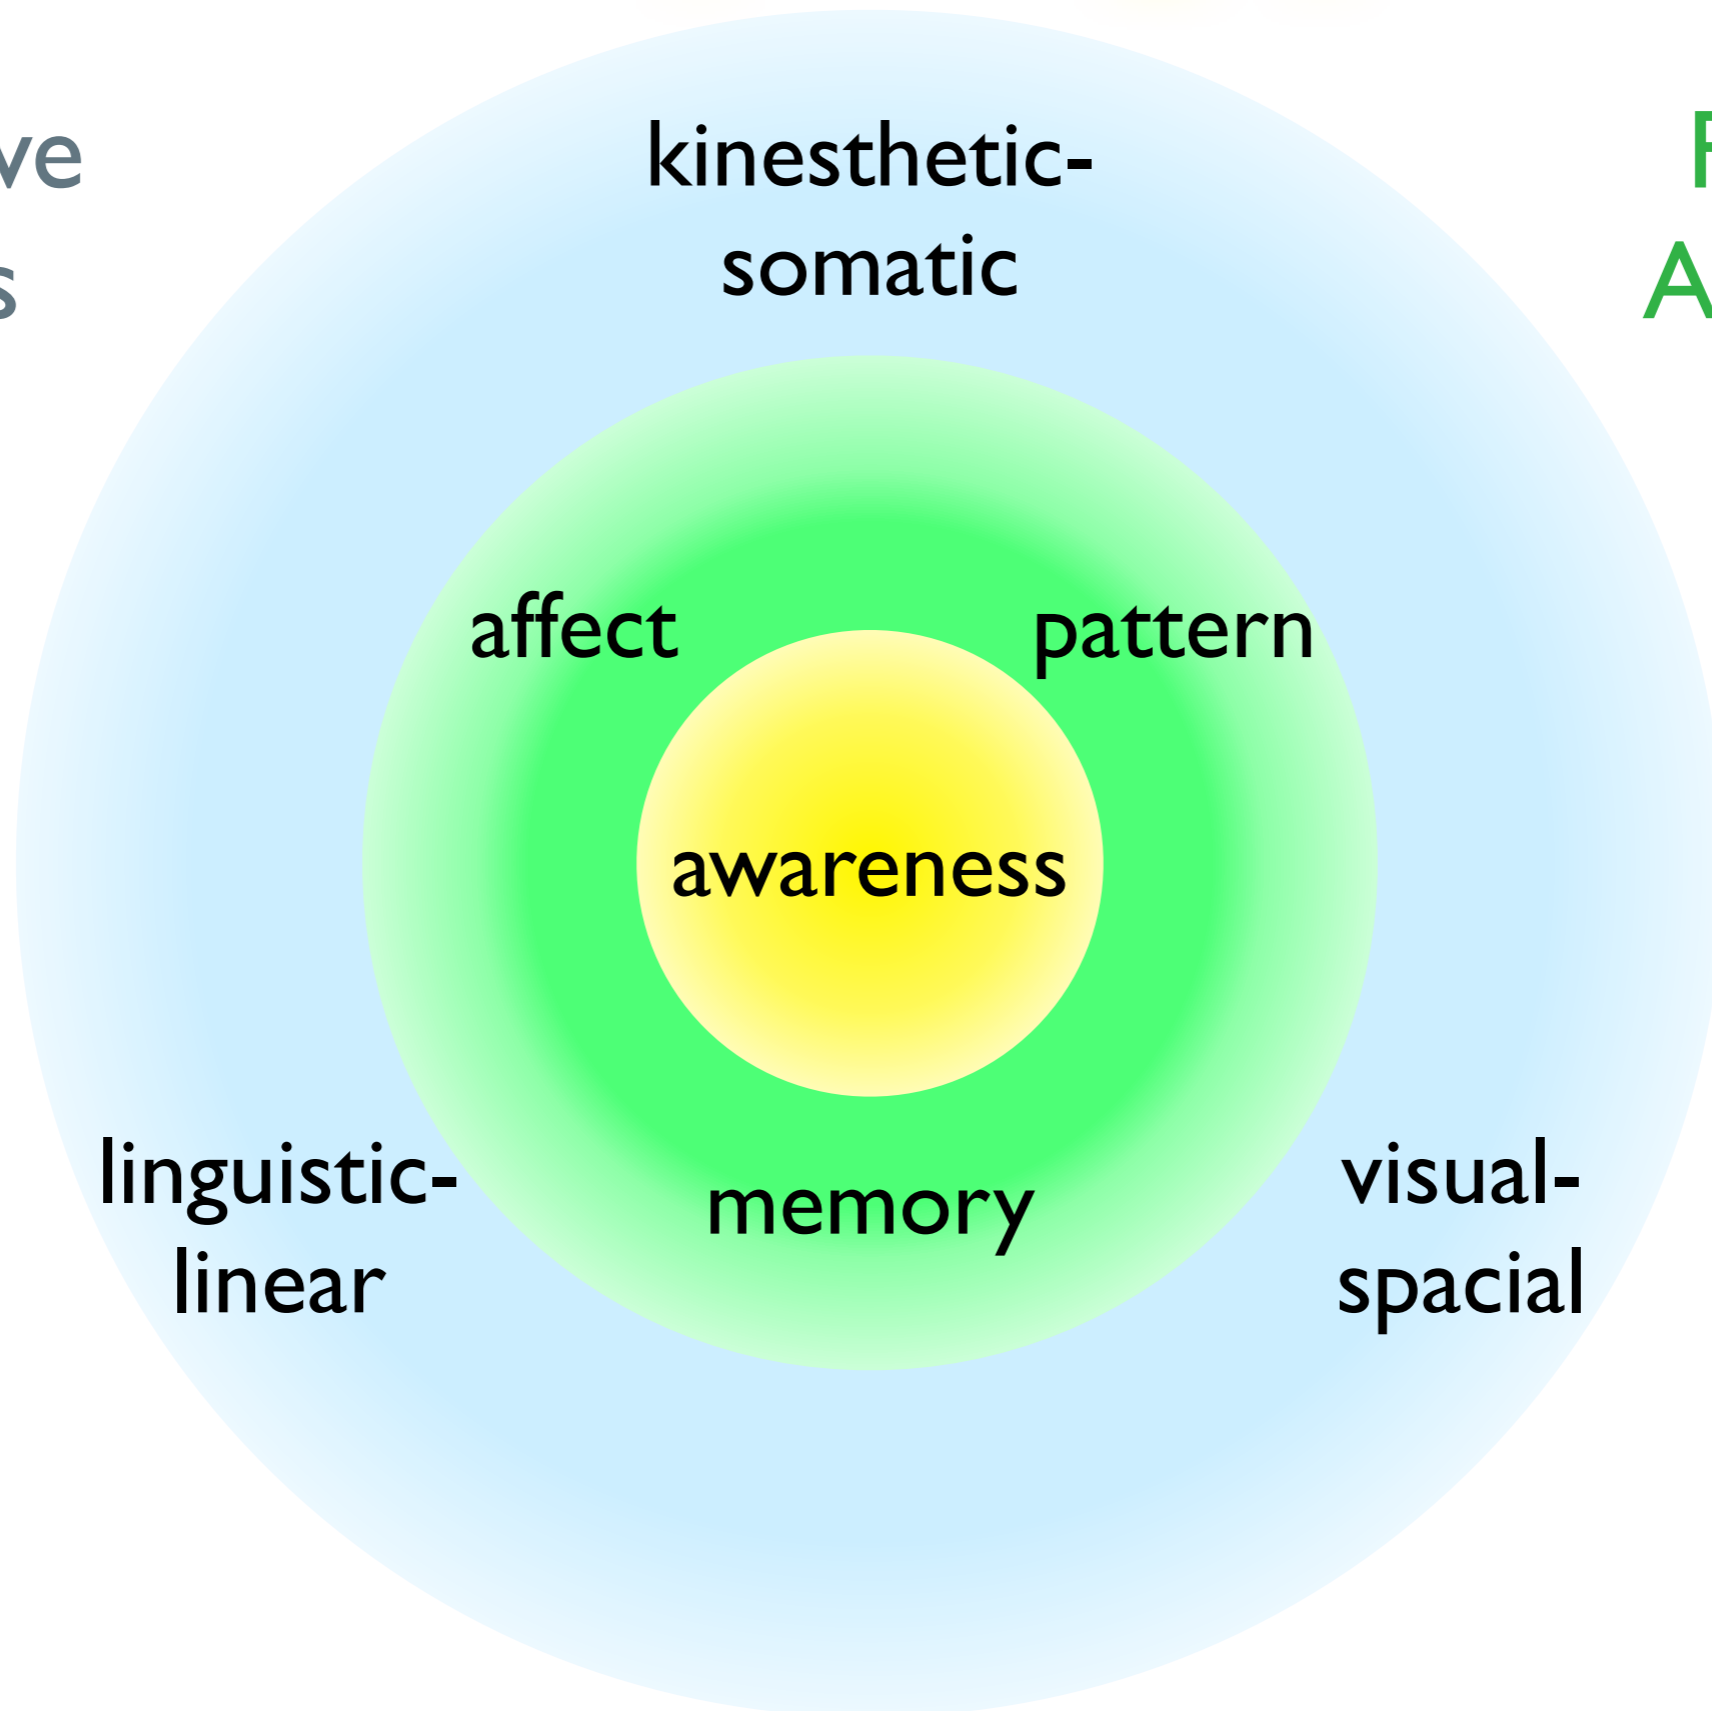 kinesthetic-
somatic
affect
pattern
awareness
memory
linguistic-
linear
visual-
spacial